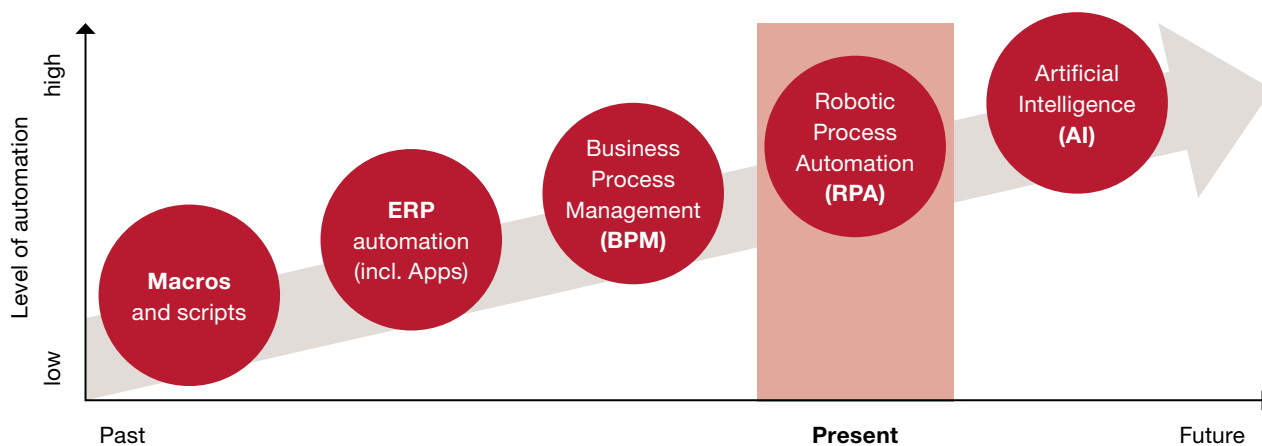 Level of automation
high
low
Macros
and scripts
ERP
automation
(incl. Apps)
Business
Process
Management
(BPM)
Robotic
Process
Automation
(RPA)
Artificial
Intelligence
(AI)
Past
Present
Future